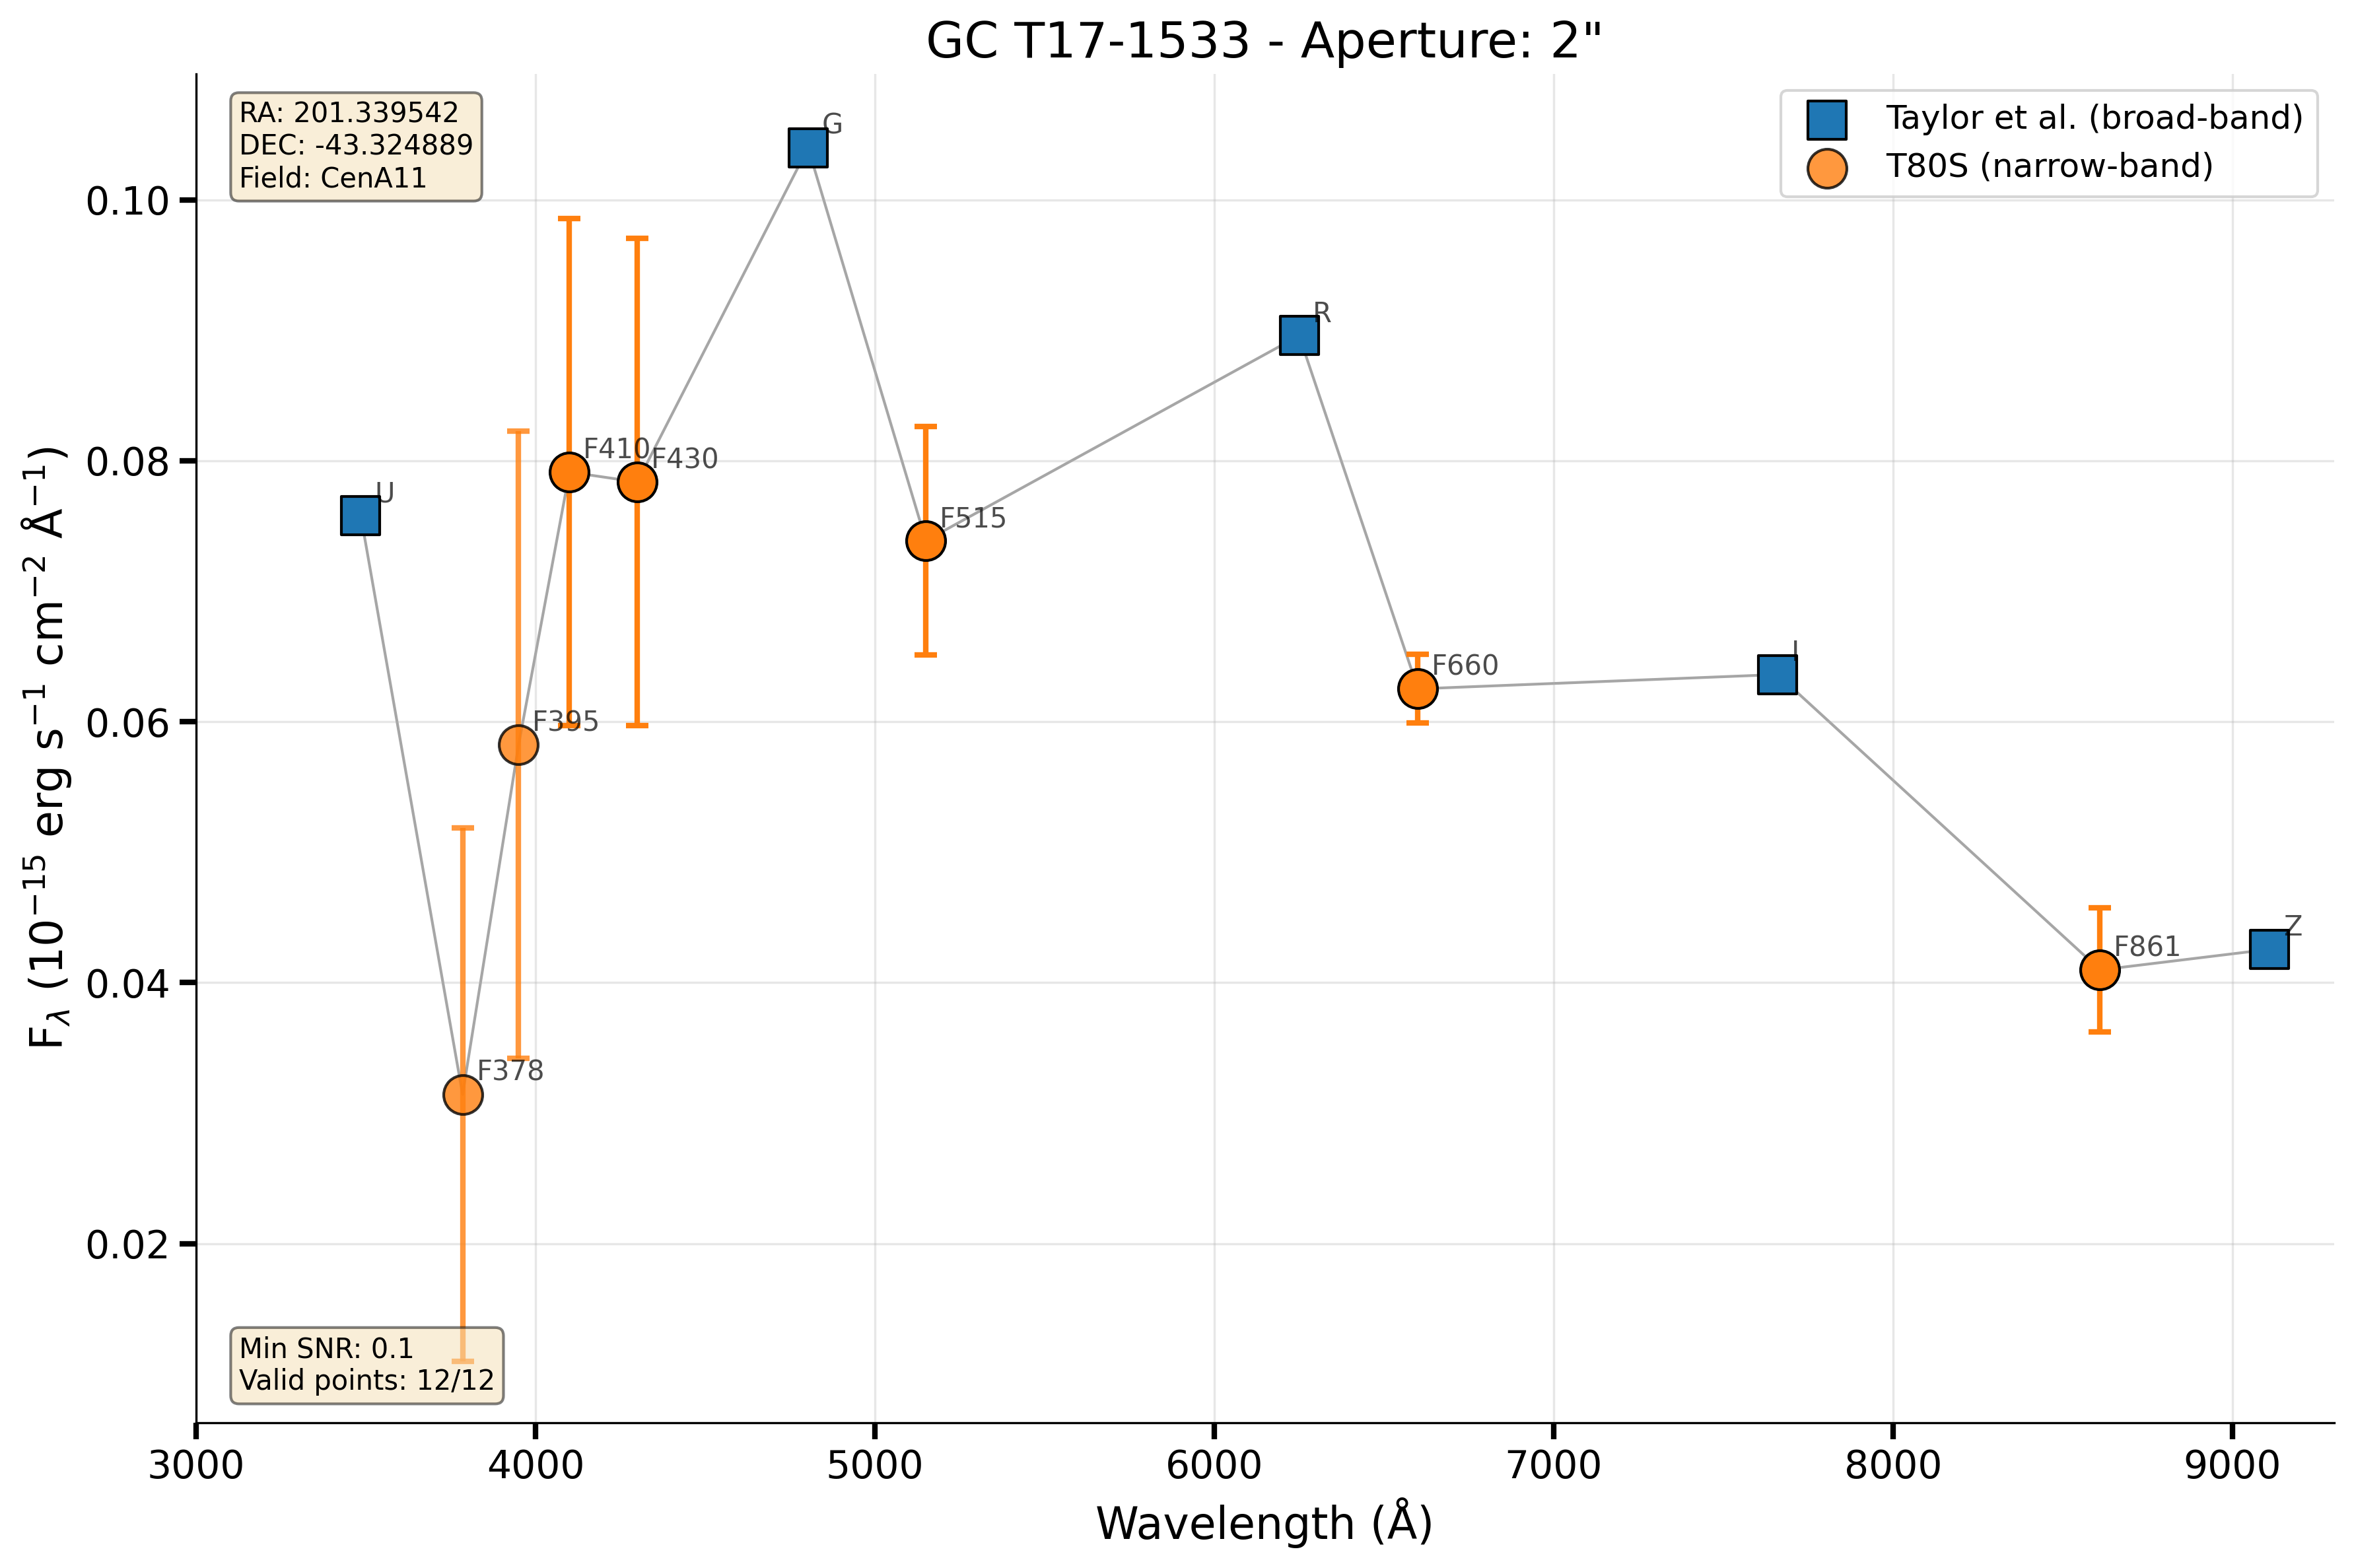 GC T17-1533 - Aperture: 2"
RA: 201.339542
DEC: -43.324889
Field: CenA11
Taylor et al. (broad-band)
T80S (narrow-band)
G
R
U
F410
F430
F515
F395
F660
I
F378
F861
Z
Min SNR: 0.1
Valid points: 12/12
0.10
0.08
0.06
0.04
0.02
F_λ (10⁻¹⁵ erg s⁻¹ cm⁻² Å⁻¹)
3000 4000 5000 6000 7000 8000 9000
Wavelength (Å)